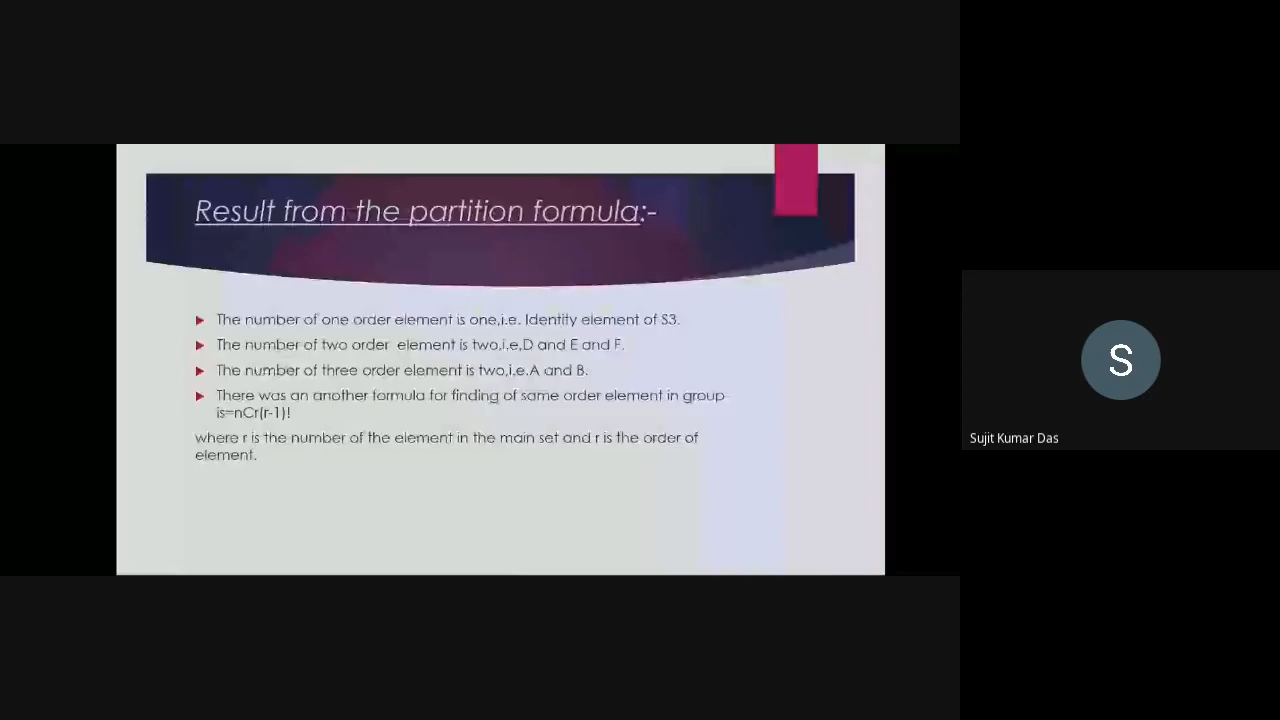 Result from the partition formula:-
The number of one order element is one,i.e. Identity element of S3.
The number of two order element is two,i.e,D and E and F.
The number of three order element is two,i.e.A and B.
There was an another formula for finding of same order element in group
is=nCr(r-1)!
where r is the number of the element in the main set and r is the order of
element.
S
Sujit Kumar Das